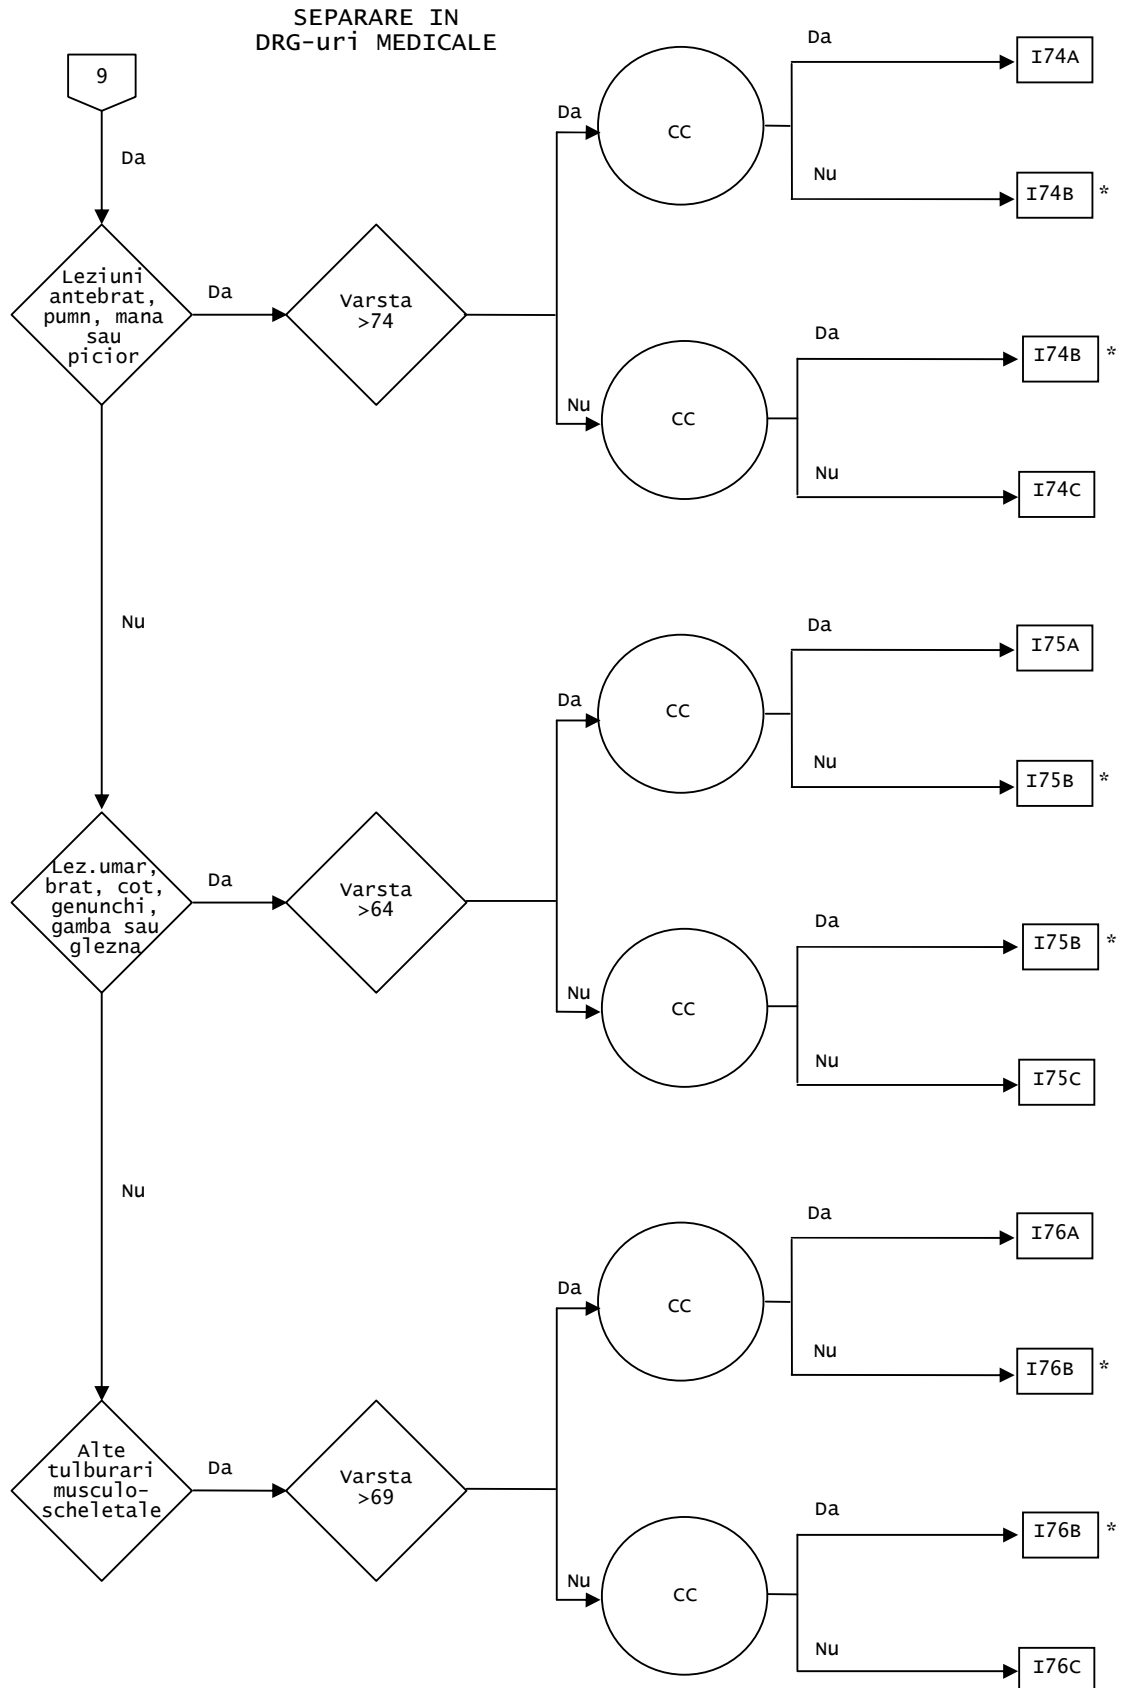 SEPARARE IN
DRG-uri MEDICALE
9
Da
Leziuni
antebrat,
pumn, mana
sau
picior
Da
Varsta
>74
Da
CC
Da
I74A
Nu
I74B *
Nu
CC
Da
I74B *
Nu
I74C
Nu
Lez.umar,
brat, cot,
genunchi,
gamba sau
glezna
Da
Varsta
>64
Da
CC
Da
I75A
Nu
I75B *
Nu
CC
Da
I75B *
Nu
I75C
Nu
Alte
tulburari
musculo-
scheletale
Da
Varsta
>69
Da
CC
Da
I76A
Nu
I76B *
Nu
CC
Da
I76B *
Nu
I76C